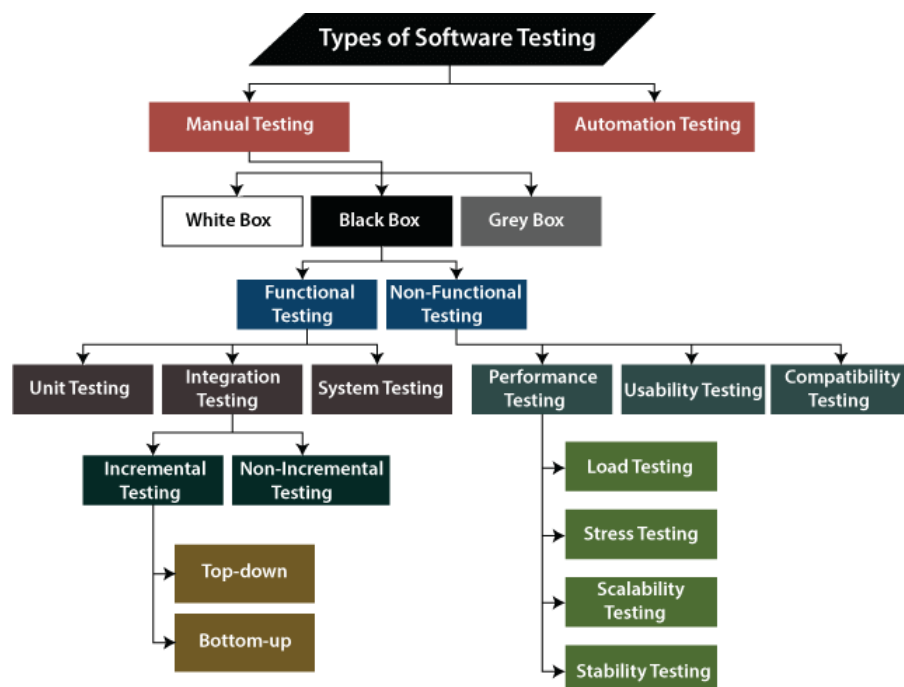 Types of Software Testing
Manual Testing
Automation Testing
White Box
Black Box
Grey Box
Functional
Testing
Non-Functional
Testing
Unit Testing
Integration
Testing
System Testing
Performance
Testing
Usability Testing
Compatibility
Testing
Incremental
Testing
Non-Incremental
Testing
Load Testing
Stress Testing
Top-down
Scalability
Testing
Bottom-up
Stability Testing